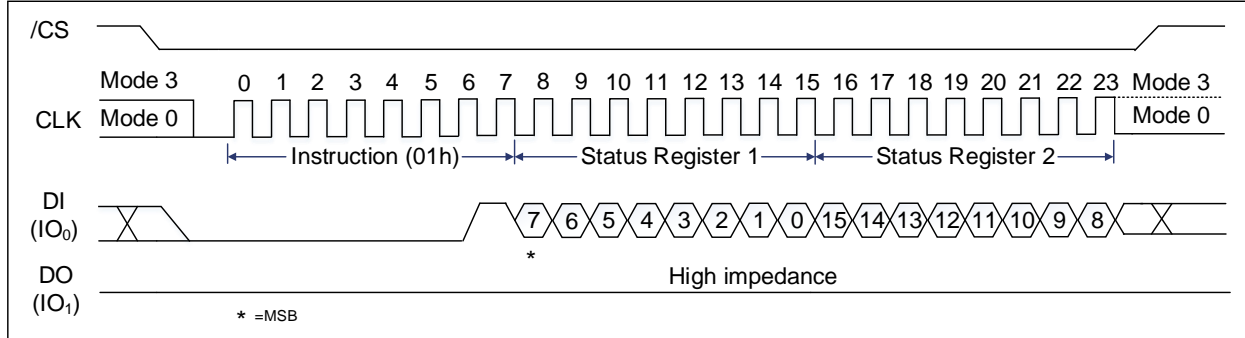 /CS
Mode 3 0 1 2 3 4 5 6 7 8 9 10 11 12 13 14 15 16 17 18 19 20 21 22 23 Mode 3
CLK Mode 0 Mode 0
Instruction (01h) Status Register 1 Status Register 2
DI
(IO₀) 7 6 5 4 3 2 1 0 15 14 13 12 11 10 9 8
*
DO High impedance
(IO₁)
* =MSB